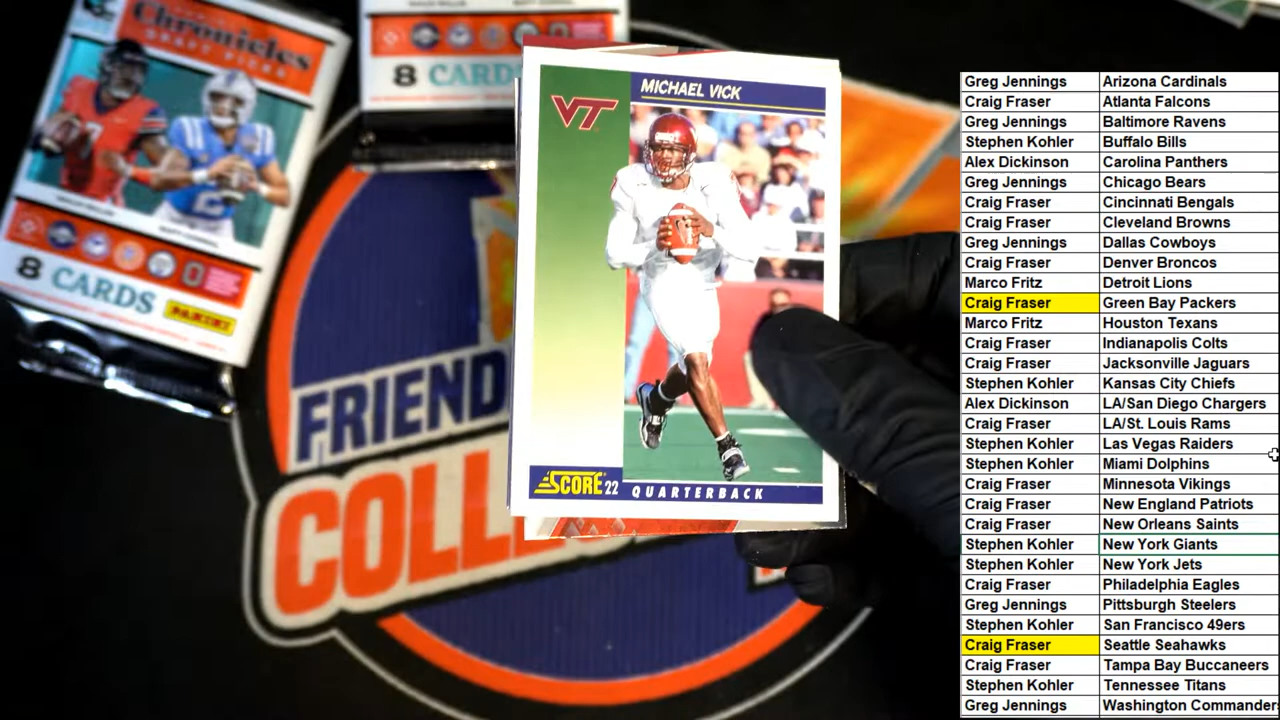 Chronicles
DRAFT PICKS
8 CARDS
PANINI
8 CARDS
VT
MICHAEL VICK
SCORE 22 QUARTERBACK
FRIEND
COLLE
Greg Jennings Arizona Cardinals
Craig Fraser Atlanta Falcons
Greg Jennings Baltimore Ravens
Stephen Kohler Buffalo Bills
Alex Dickinson Carolina Panthers
Greg Jennings Chicago Bears
Craig Fraser Cincinnati Bengals
Craig Fraser Cleveland Browns
Greg Jennings Dallas Cowboys
Craig Fraser Denver Broncos
Marco Fritz Detroit Lions
Craig Fraser Green Bay Packers
Marco Fritz Houston Texans
Craig Fraser Indianapolis Colts
Craig Fraser Jacksonville Jaguars
Stephen Kohler Kansas City Chiefs
Alex Dickinson LA/San Diego Chargers
Craig Fraser LA/St. Louis Rams
Stephen Kohler Las Vegas Raiders
Stephen Kohler Miami Dolphins
Craig Fraser Minnesota Vikings
Craig Fraser New England Patriots
Craig Fraser New Orleans Saints
Stephen Kohler New York Giants
Stephen Kohler New York Jets
Craig Fraser Philadelphia Eagles
Greg Jennings Pittsburgh Steelers
Stephen Kohler San Francisco 49ers
Craig Fraser Seattle Seahawks
Craig Fraser Tampa Bay Buccaneers
Stephen Kohler Tennessee Titans
Greg Jennings Washington Commander